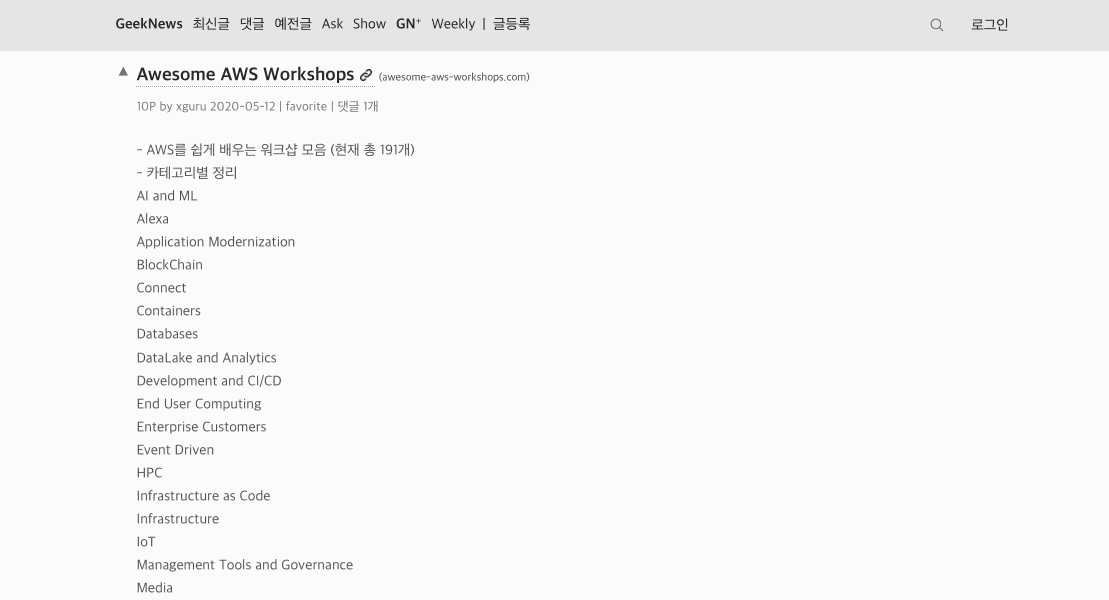 GeekNews 최신글 댓글 예전글 Ask Show GN⁺ Weekly | 글등록 로그인
▲ Awesome AWS Workshops (awesome-aws-workshops.com)
10P by xguru 2020-05-12 | favorite | 댓글 1개
- AWS를 쉽게 배우는 워크샵 모음 (현재 총 191개)
- 카테고리별 정리
AI and ML
Alexa
Application Modernization
BlockChain
Connect
Containers
Databases
DataLake and Analytics
Development and CI/CD
End User Computing
Enterprise Customers
Event Driven
HPC
Infrastructure as Code
Infrastructure
IoT
Management Tools and Governance
Media